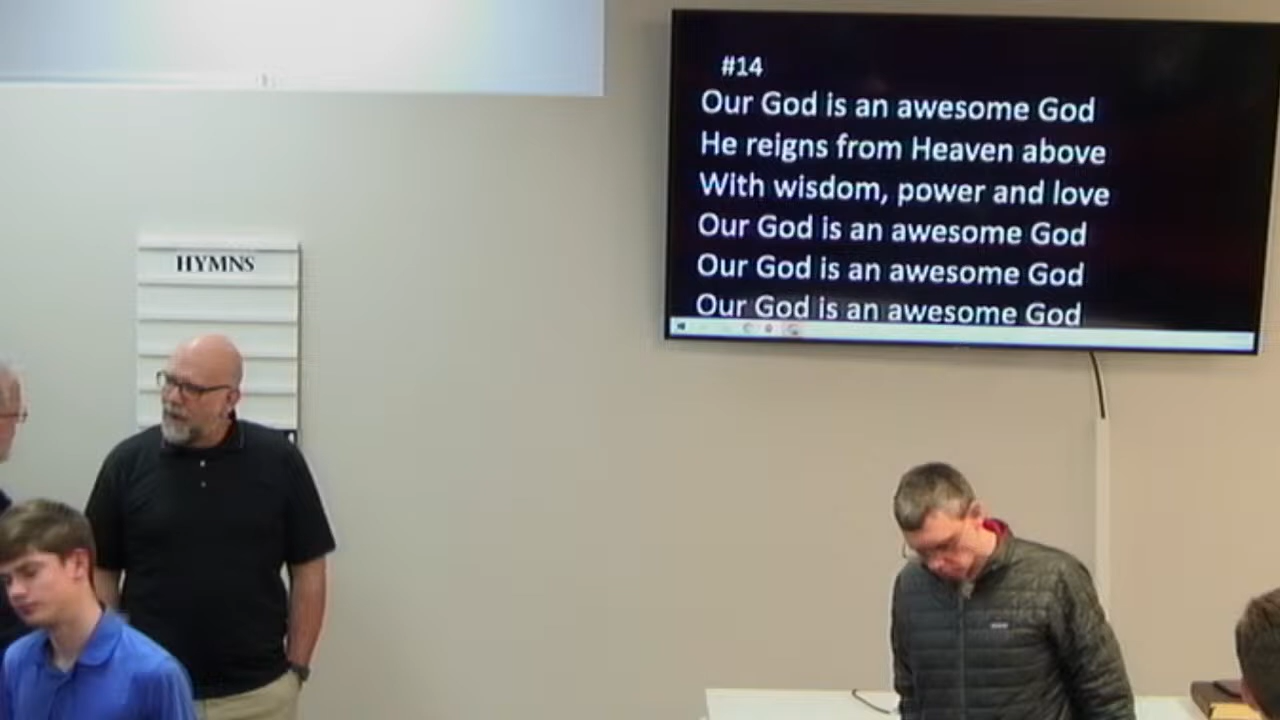 #14
Our God is an awesome God
He reigns from Heaven above
With wisdom, power and love
Our God is an awesome God
Our God is an awesome God
Our God is an awesome God
HYMNS